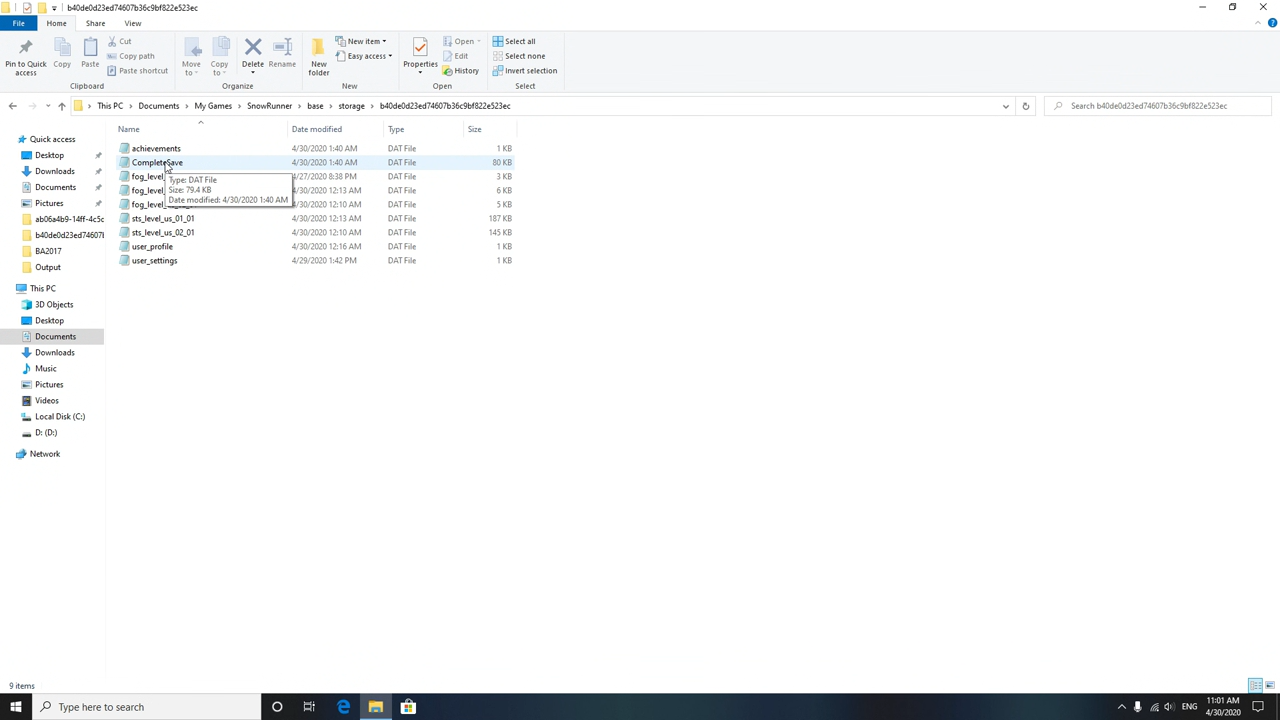 b40de0d23ed74607b36c9bf822e523ec
File Home Share View
Pin to Quick access
Copy
Paste
Cut
Copy path
Paste shortcut
Clipboard
Move to
Copy to
Delete
Rename
Organize
New folder
New item
Easy access
New
Properties
Open
Edit
History
Open
Select all
Select none
Invert selection
Select
This PC Documents My Games SnowRunner base storage b40de0d23ed74607b36c9bf822e523ec
Search b40de0d23ed74607b36c9bf822e523ec
Quick access
Desktop
Downloads
Documents
Pictures
ab06a4b9-14ff-4c5c
b40de0d23ed74607b
BA2017
Output
This PC
3D Objects
Desktop
Documents
Downloads
Music
Pictures
Videos
Local Disk (C:)
D: (D:)
Network
Name Date modified Type Size
achievements 4/30/2020 1:40 AM DAT File 1 KB
CompleteSave 4/30/2020 1:40 AM DAT File 80 KB
fog_level_ 4/27/2020 8:38 PM DAT File 3 KB
fog_level_ 4/30/2020 12:13 AM DAT File 6 KB
fog_level_ 4/30/2020 12:10 AM DAT File 5 KB
sts_level_us_01_01 4/30/2020 12:13 AM DAT File 187 KB
sts_level_us_02_01 4/30/2020 12:10 AM DAT File 145 KB
user_profile 4/30/2020 12:16 AM DAT File 1 KB
user_settings 4/29/2020 1:42 PM DAT File 1 KB
Type: DAT File
Size: 79.4 KB
Date modified: 4/30/2020 1:40 AM
9 items
Type here to search
ENG
11:01 AM
4/30/2020